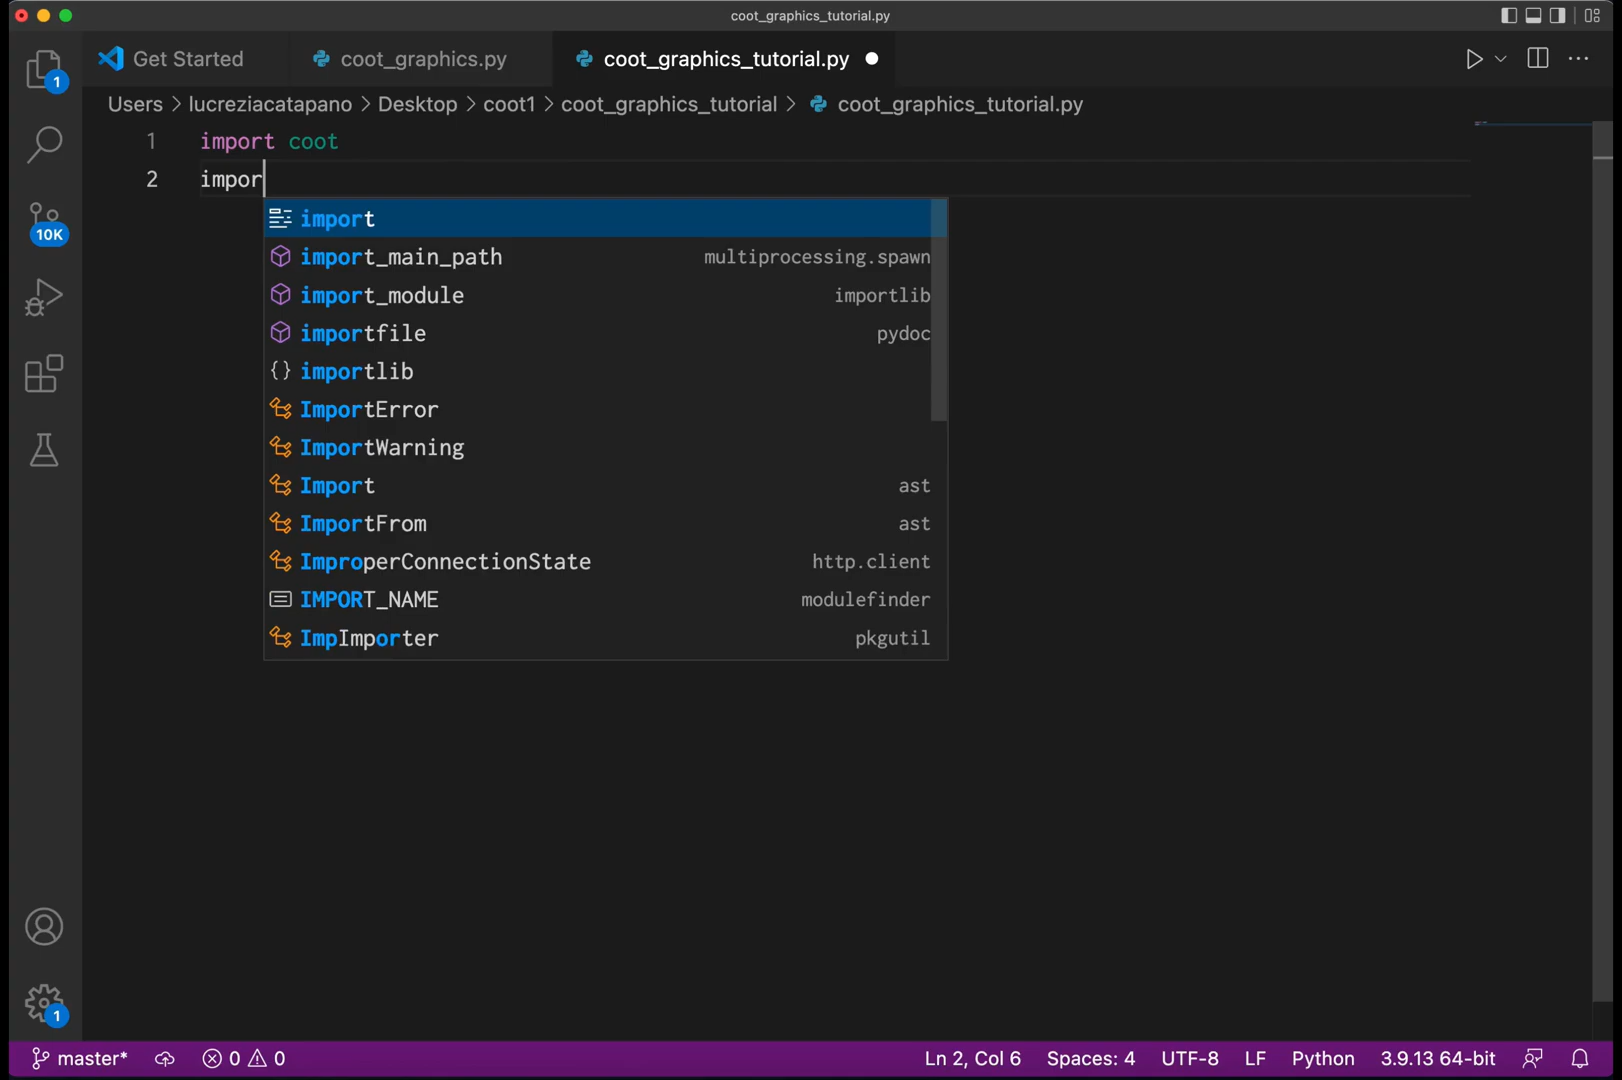 coot_graphics_tutorial.py
Get Started
coot_graphics.py
coot_graphics_tutorial.py
Users > lucreziacatapano > Desktop > coot1 > coot_graphics_tutorial > coot_graphics_tutorial.py
1
1 import coot
2 impor
10K
import
import_main_path multiprocessing.spawn
import_module importlib
importfile pydoc
{} importlib
ImportError
ImportWarning
Import ast
ImportFrom ast
ImproperConnectionState http.client
IMPORT_NAME modulefinder
ImpImporter pkgutil
1
master* 0 0 Ln 2, Col 6 Spaces: 4 UTF-8 LF Python 3.9.13 64-bit